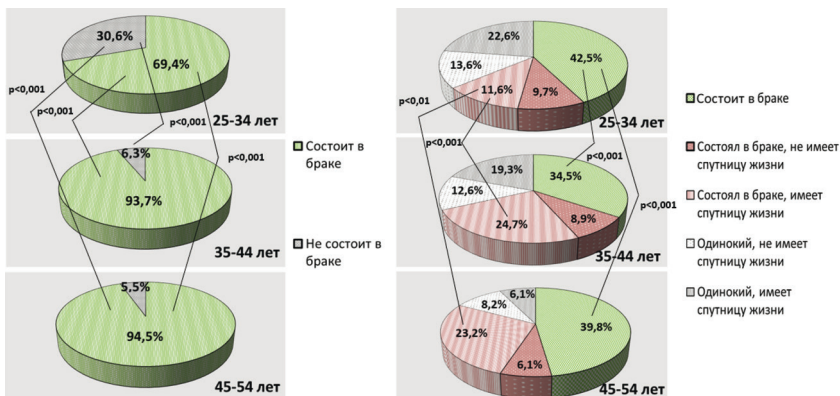 30,6%
69,4%
p<0,001
p<0,001
p<0,001
25-34 лет
p<0,001
6,3%
93,7%
35-44 лет
5,5%
94,5%
45-54 лет
Состоит в
браке
Не состоит в
браке
22,6%
42,5%
13,6%
11,6%
9,7%
p<0,01
25-34 лет
p<0,001
p<0,001
19,3%
34,5%
12,6%
24,7%
8,9%
p<0,001
35-44 лет
6,1%
8,2%
39,8%
23,2%
6,1%
45-54 лет
Состоит в браке
Состоял в браке, не имеет
спутницу жизни
Состоял в браке, имеет
спутницу жизни
Одинокий, не имеет
спутницу жизни
Одинокий, имеет
спутницу жизни